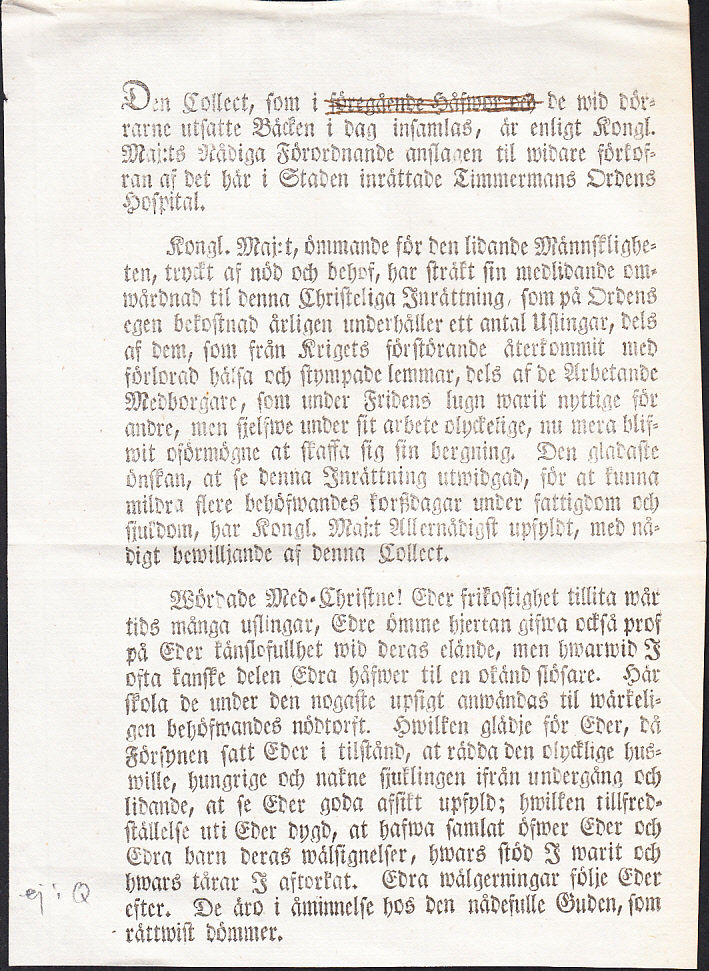 Den Collect, som i föregående Håfwor och de wid dör-
rarne utsatte Bäcken i dag insamlas, är enligt Kongl.
Maj:ts Nådiga Förordnande anslagen til widare förkof-
ran af det här i Staden inrättade Timmermans Ordens
Hospital.
Kongl. Maj:t, ömmande för den lidande Männsklighe-
ten, tryckt af nöd och behof, har sträkt sin medlidande om-
wårdnad til denna Christeliga Inrättning, som på Ordens
egen bekostnad årligen underhåller ett antal Uslingar, dels
af dem, som från Krigets förstörande återkommit med
förlorad hälsa och stympade lemmar, dels af de Arbetande
Medborgare, som under Fridens lugn warit nyttige för
andre, men sjelfwe under sit arbete olyckelige, nu mera blif-
wit oförmögne at skaffa sig sin bergning. Den gladaste
önskan, at se denna Inrättning utwidgad, för at kunna
mildra flere behöfwandes korßdagar under fattigdom och
sjukdom, har Kongl. Maj:t Allernådigst upfyldt, med nå-
digt bewilljande af denna Collect.
Wördade Med-Christne! Eder frikostighet tillita wår
tids många uslingar, Edre ömme hjertan gifwa också prof
på Eder känslofullhet wid deras elände, men hwarwid I
ofta kanske delen Edra håfwer til en okänd slösare. Här
skola de under den nogaste upsigt anwändas til wärkeli-
gen behöfwandes nödtorft. Hwilken glädje för Eder, då
Försynen satt Eder i tilstånd, at rädda den olycklige hus-
wille, hungrige och nakne sjuklingen ifrån undergång och
lidande, at se Eder goda afsikt upfyld; hwilken tillfred-
ställelse uti Eder dygd, at hafwa samlat öfwer Eder och
Edra barn deras wälsignelser, hwars stöd I warit och
hwars tårar I aftorkat. Edra wälgerningar följe Eder
efter. De äro i åminnelse hos den nådefulle Guden, som
rättwist dömmer.
ej i Q